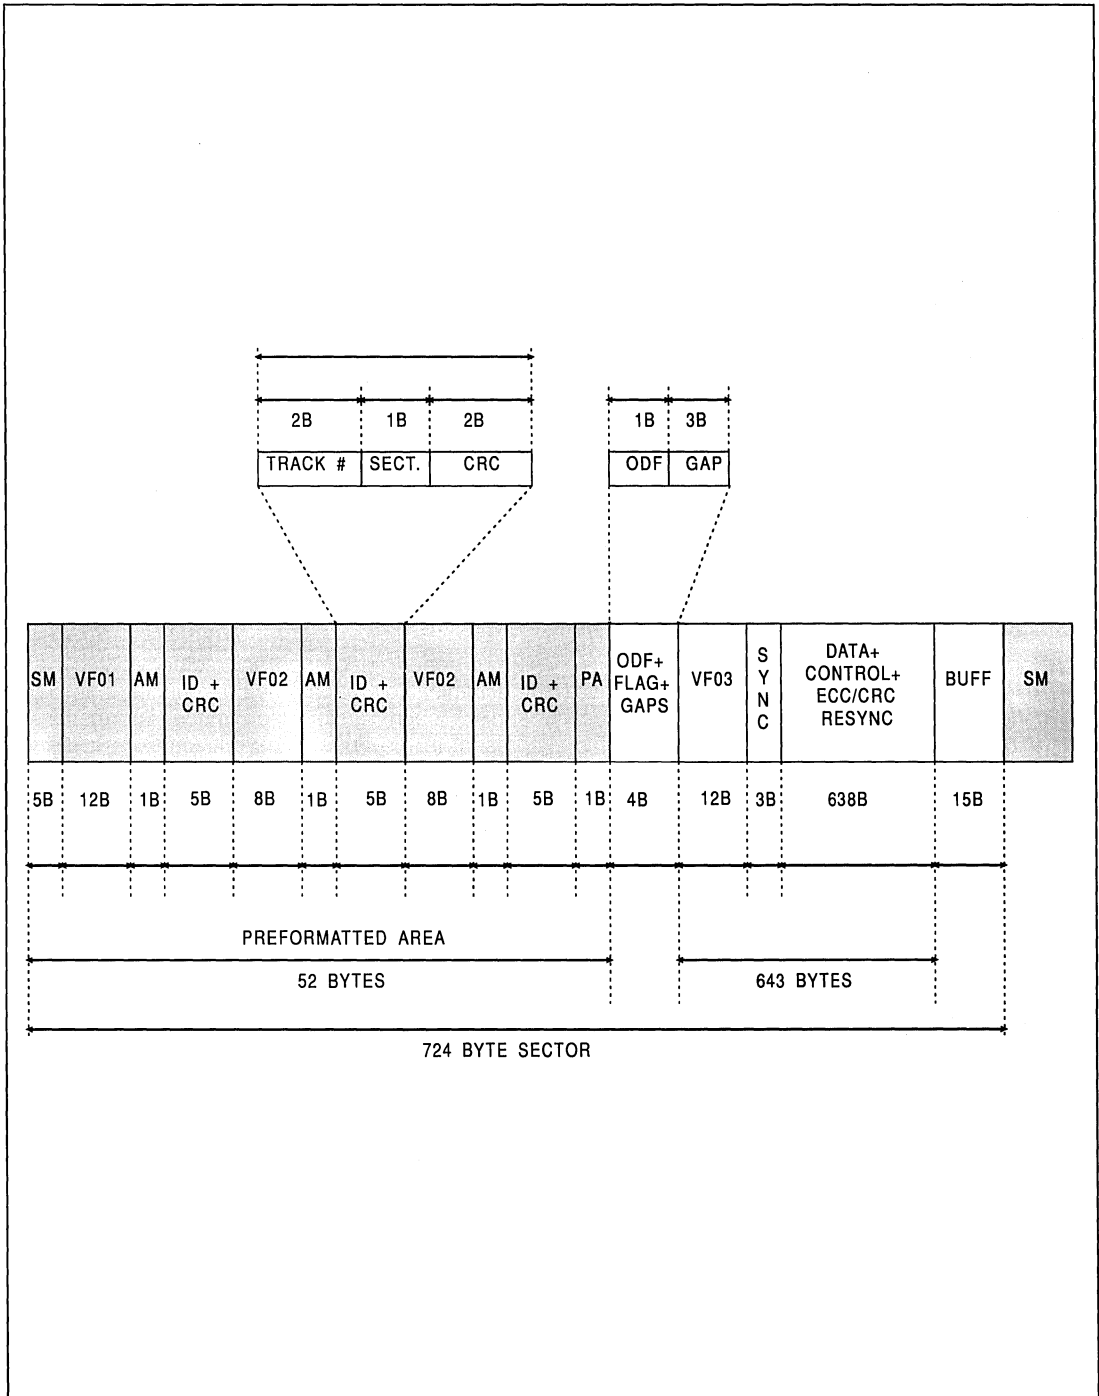 2B 1B 2B 1B 3B
TRACK # SECT. CRC ODF GAP
SM VF01 AM ID + CRC VF02 AM ID + CRC VF02 AM ID + CRC PA ODF+ FLAG+ GAPS VF03 SYNC DATA+ CONTROL+ ECC/CRC RESYNC BUFF SM
5B 12B 1B 5B 8B 1B 5B 8B 1B 5B 1B 4B 12B 3B 638B 15B
PREFORMATTED AREA
52 BYTES 643 BYTES
724 BYTE SECTOR